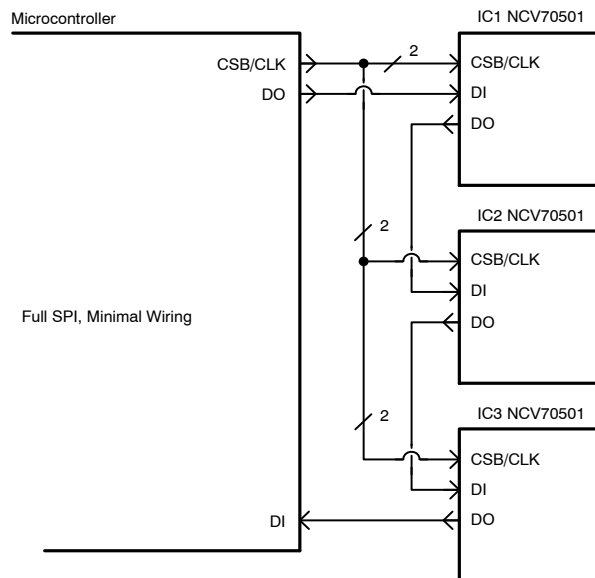 Microcontroller
IC1 NCV70501
CSB/CLK
2
CSB/CLK
DO
DI
DO
2
IC2 NCV70501
CSB/CLK
DI
DO
Full SPI, Minimal Wiring
2
IC3 NCV70501
CSB/CLK
DI
DI
DO